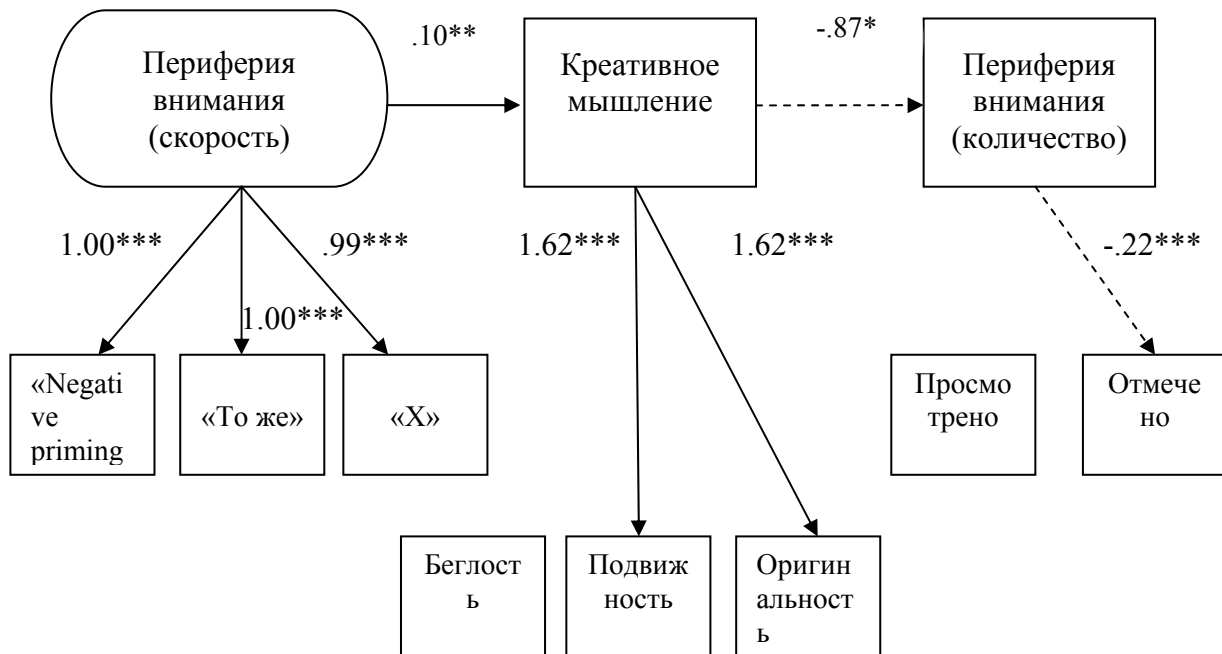 .10**
-.87*
Периферия
внимания
(скорость)
Креативное
мышление
Периферия
внимания
(количество)
1.00***
.99***
1.00***
1.62***
1.62***
-.22***
«Negati
ve
priming
«То же»
«X»
Просмо
трено
Отмече
но
Беглост
ь
Подвиж
ность
Оригин
альност
ь